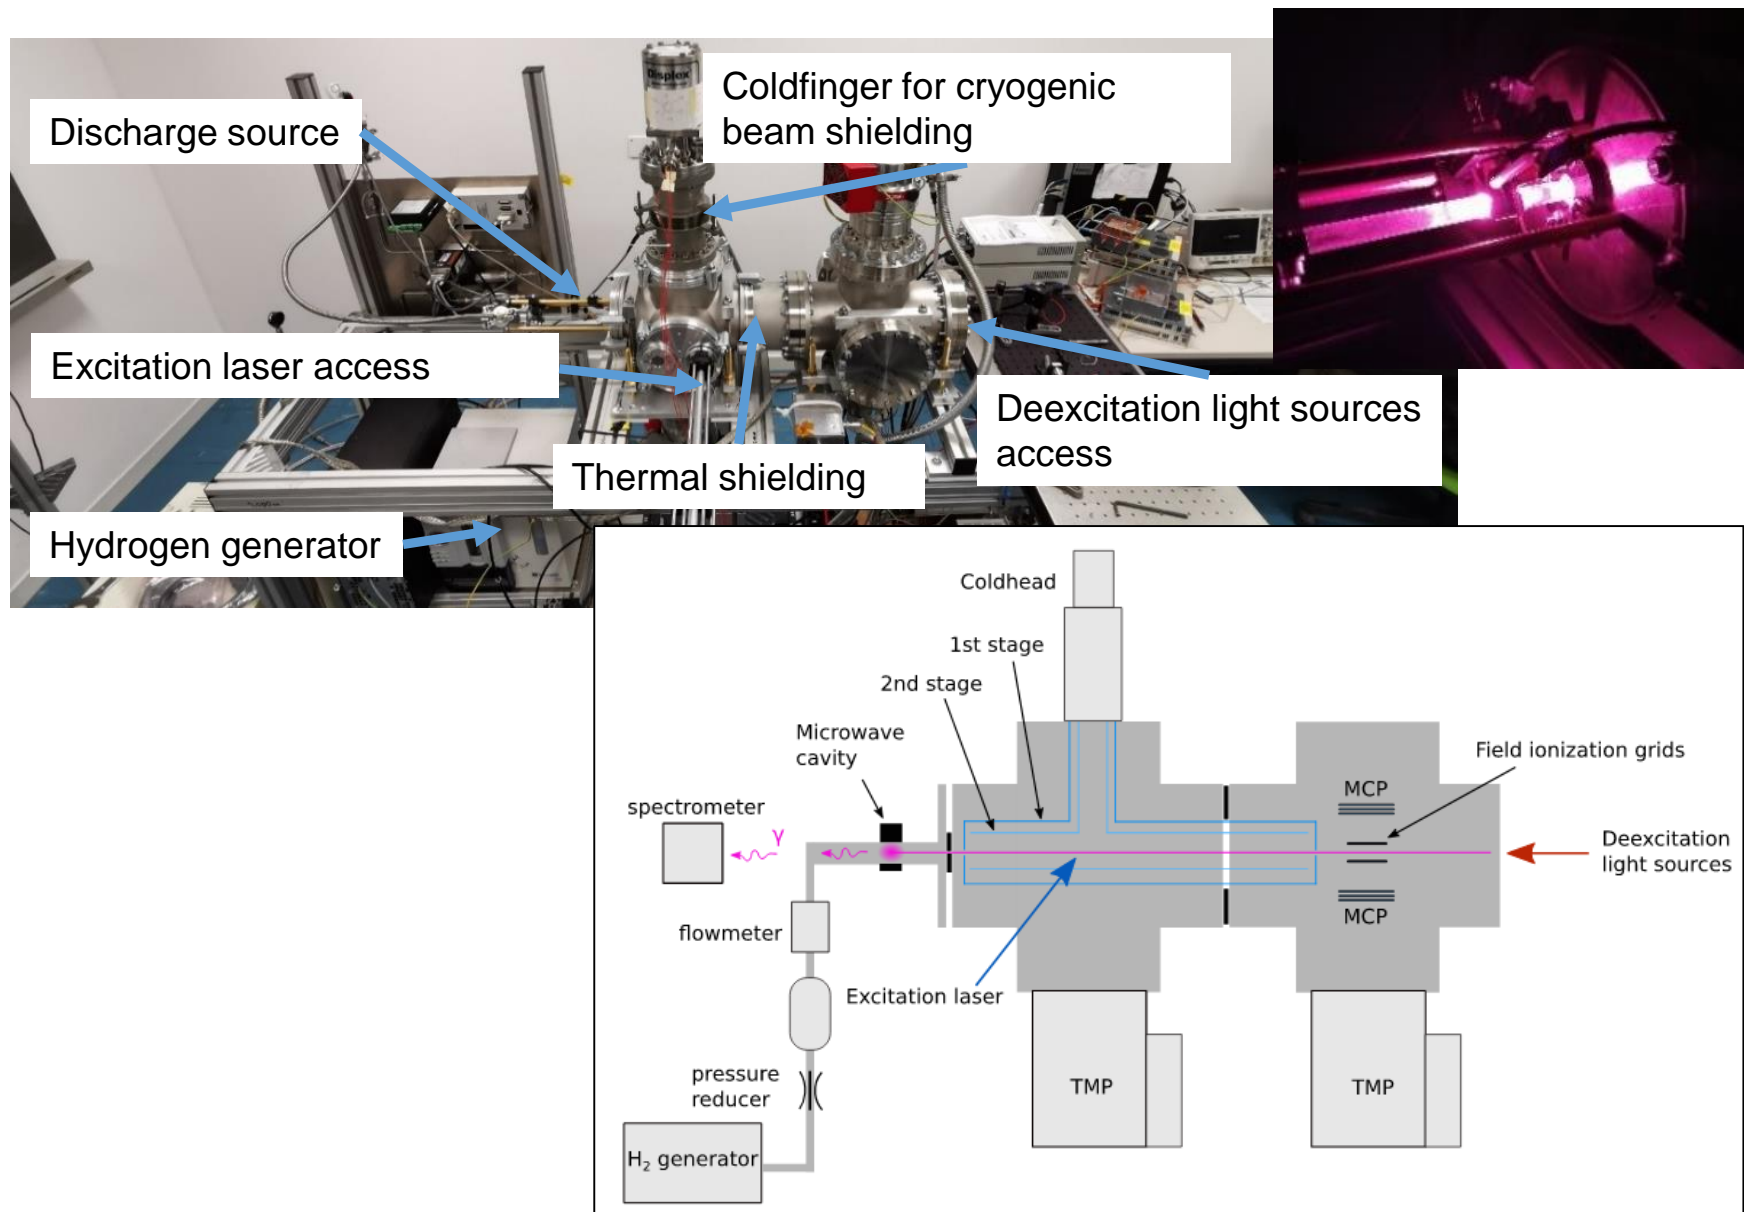 Displex
Discharge source
Coldfinger for cryogenic
beam shielding
Excitation laser access
Deexcitation light sources
access
Thermal shielding
Hydrogen generator
Coldhead
1st stage
2nd stage
Microwave
cavity
Field ionization grids
MCP
spectrometer
γ
Deexcitation
light sources
MCP
flowmeter
Excitation laser
pressure
reducer
TMP
TMP
H₂ generator